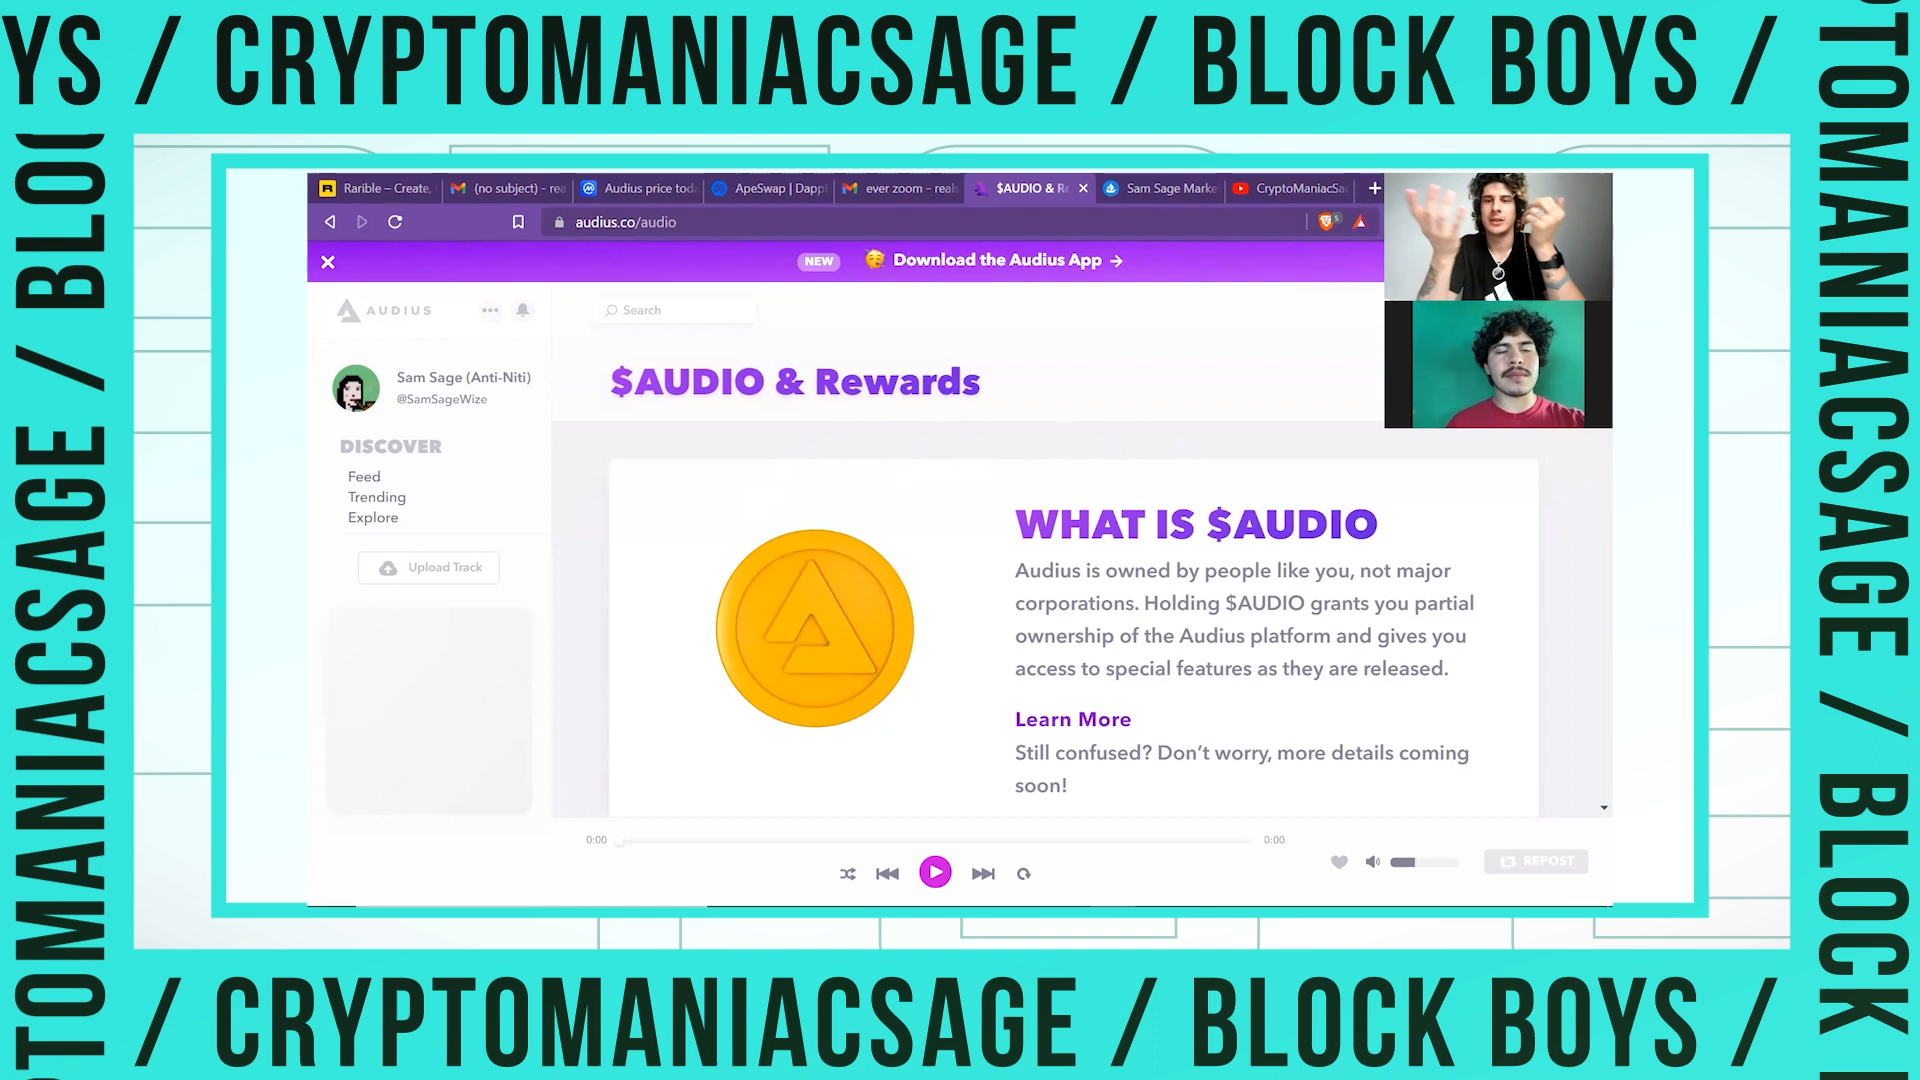 YS / CRYPTOMANIACSAGE / BLOCK BOYS /
Rarible – Create,
(no subject) - rea
Audius price toda
ApeSwap | Dapp
ever zoom - reals
$AUDIO & Re
Sam Sage Marke
CryptoManiacSa
audius.co/audio
5
NEW
Download the Audius App →
AUDIUS
Search
Sam Sage (Anti-Niti)
@SamSageWize
$AUDIO & Rewards
DISCOVER
Feed
Trending
Explore
Upload Track
WHAT IS $AUDIO
Audius is owned by people like you, not major
corporations. Holding $AUDIO grants you partial
ownership of the Audius platform and gives you
access to special features as they are released.
Learn More
Still confused? Don't worry, more details coming
soon!
0:00
0:00
REPOST
TOMANIACSAGE / BLOC
PTOMANIACSAGE / BLOCK
/ CRYPTOMANIACSAGE / BLOCK BOYS /